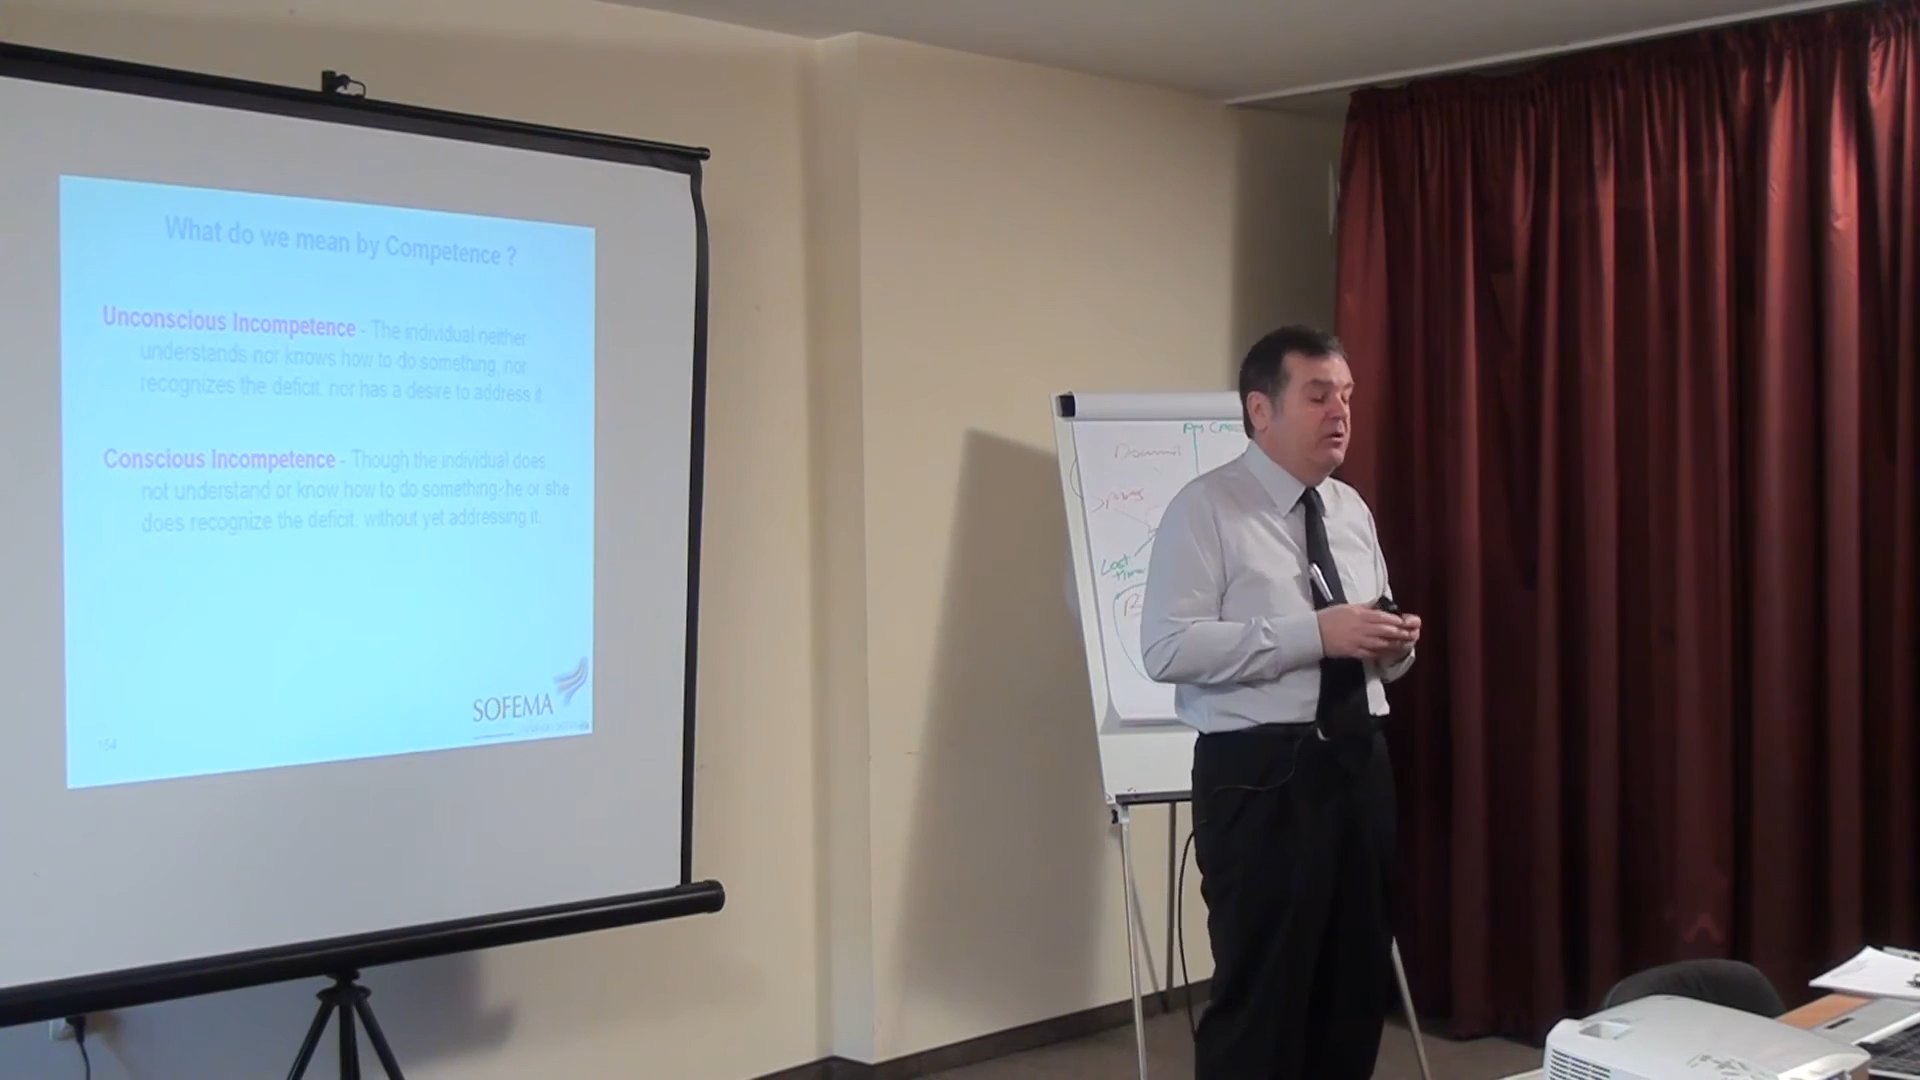 What do we mean by Competence ?
Unconscious Incompetence - The individual neither
understands nor knows how to do something, nor
recognizes the deficit, nor has a desire to address it.
Conscious Incompetence - Though the individual does
not understand or know how to do something, he or she
does recognize the deficit, without yet addressing it.
SOFEMA
154
Lost
time